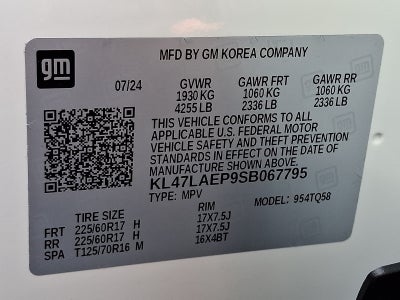 gm
MFD BY GM KOREA COMPANY
07/24 GVWR GAWR FRT GAWR RR
1930 KG 1060 KG 1060 KG
4255 LB 2336 LB 2336 LB
THIS VEHICLE CONFORMS TO ALL
APPLICABLE U.S. FEDERAL MOTOR
VEHICLE SAFETY AND THEFT PREVENTION
STANDARDS IN EFFECT ON THE DATE OF
MANUFACTURE SHOWN ABOVE.
KL47LAEP9SB067795
TYPE: MPV MODEL: 954TQ58
TIRE SIZE RIM
FRT 225/60R17 H 17X7.5J
RR 225/60R17 H 17X7.5J
SPA T125/70R16 M 16X4BT